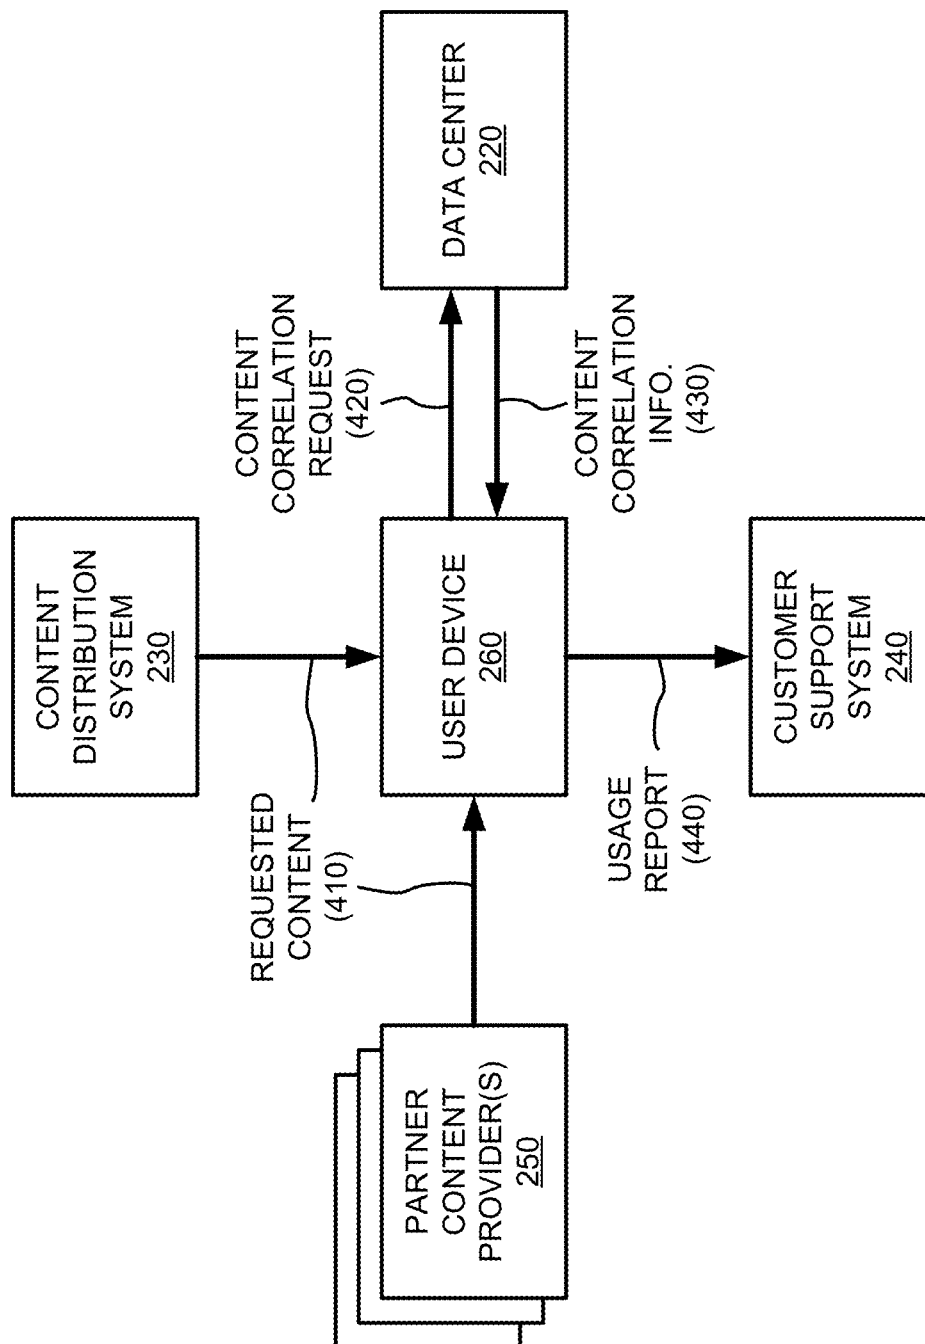 CONTENT
DISTRIBUTION
SYSTEM
230
REQUESTED
CONTENT
(410)
CONTENT
CORRELATION
REQUEST
(420)
PARTNER
CONTENT
PROVIDER(S)
250
USER DEVICE
260
DATA CENTER
220
CONTENT
CORRELATION
INFO.
(430)
USAGE
REPORT
(440)
CUSTOMER
SUPPORT
SYSTEM
240